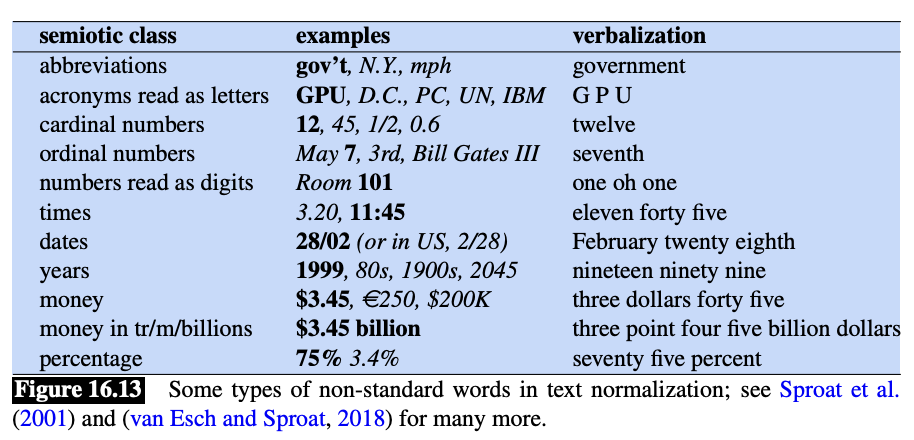 semiotic class examples verbalization
abbreviations gov’t, N.Y., mph government
acronyms read as letters GPU, D.C., PC, UN, IBM G P U
cardinal numbers 12, 45, 1/2, 0.6 twelve
ordinal numbers May 7, 3rd, Bill Gates III seventh
numbers read as digits Room 101 one oh one
times 3.20, 11:45 eleven forty five
dates 28/02 (or in US, 2/28) February twenty eighth
years 1999, 80s, 1900s, 2045 nineteen ninety nine
money $3.45, €250, $200K three dollars forty five
money in tr/m/billions $3.45 billion three point four five billion dollars
percentage 75% 3.4% seventy five percent
Figure 16.13 Some types of non-standard words in text normalization; see Sproat et al.
(2001) and (van Esch and Sproat, 2018) for many more.